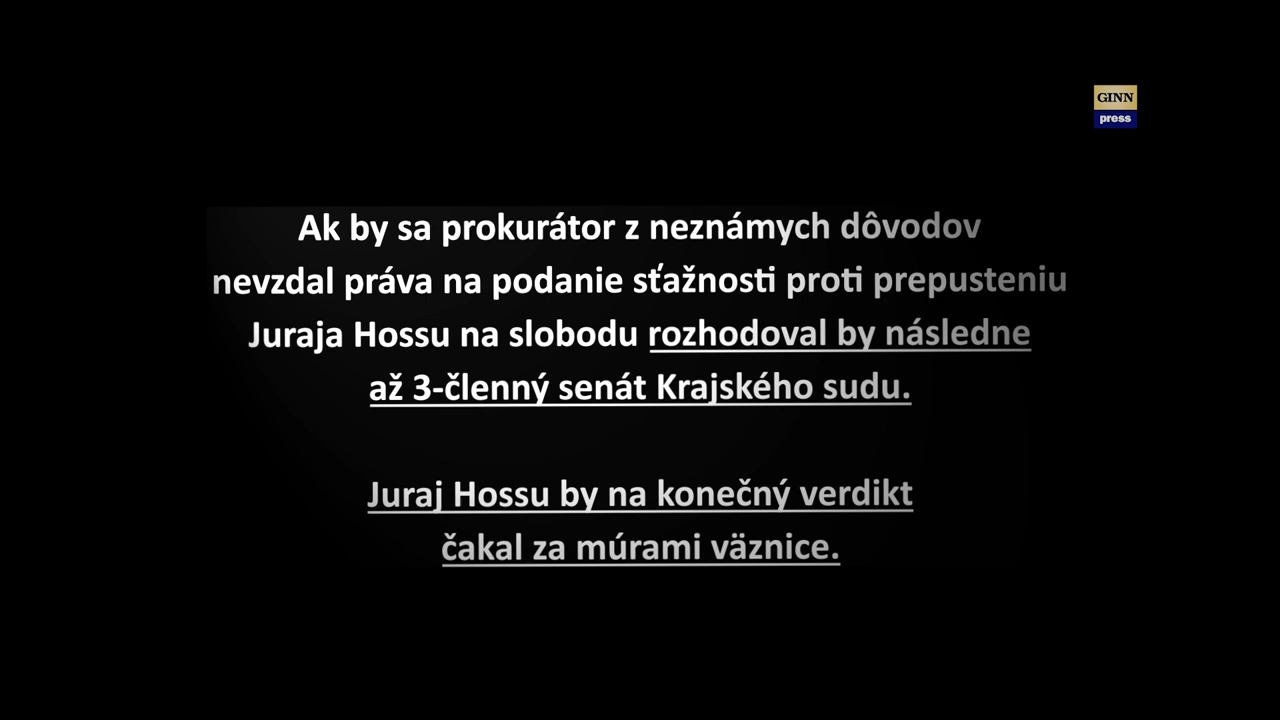 GINN
press
Ak by sa prokurátor z neznámych dôvodov
nevzdal práva na podanie sťažnosti proti prepusteniu
Juraja Hossu na slobodu rozhodoval by následne
až 3-členný senát Krajského sudu.
Juraj Hossu by na konečný verdikt
čakal za múrami väznice.